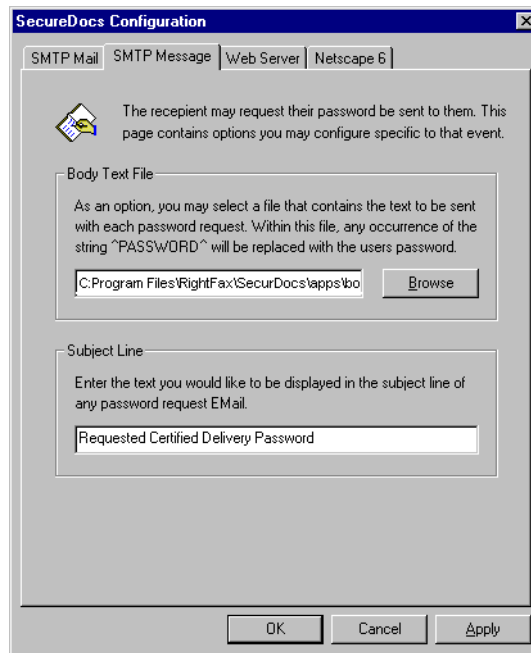 SecureDocs Configuration
SMTP Mail SMTP Message Web Server Netscape 6
The recepient may request their password be sent to them. This
page contains options you may configure specific to that event.
Body Text File
As an option, you may select a file that contains the text to be sent
with each password request. Within this file, any occurrence of the
string ^PASSWORD^ will be replaced with the users password.
C:Program Files\RightFax\SecurDocs\apps\bo Browse
Subject Line
Enter the text you would like to be displayed in the subject line of
any password request EMail.
Requested Certified Delivery Password
OK Cancel Apply